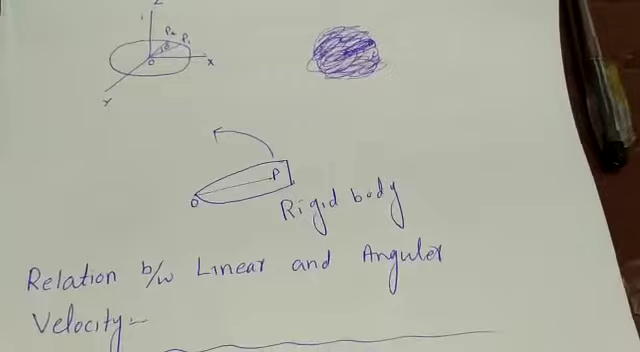 Z
P₂ P₁
θ
O X
Y
P
O
Rigid body
Relation b/w Linear and Angular
Velocity:-